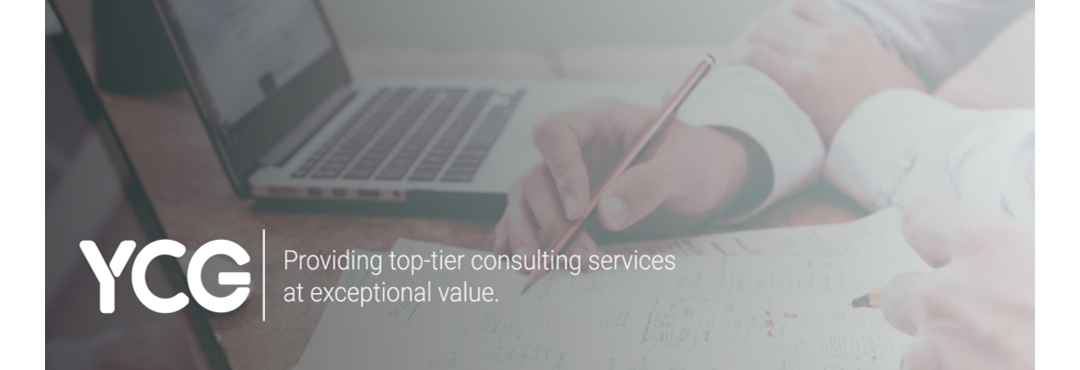 YCG
Providing top-tier consulting services
at exceptional value.